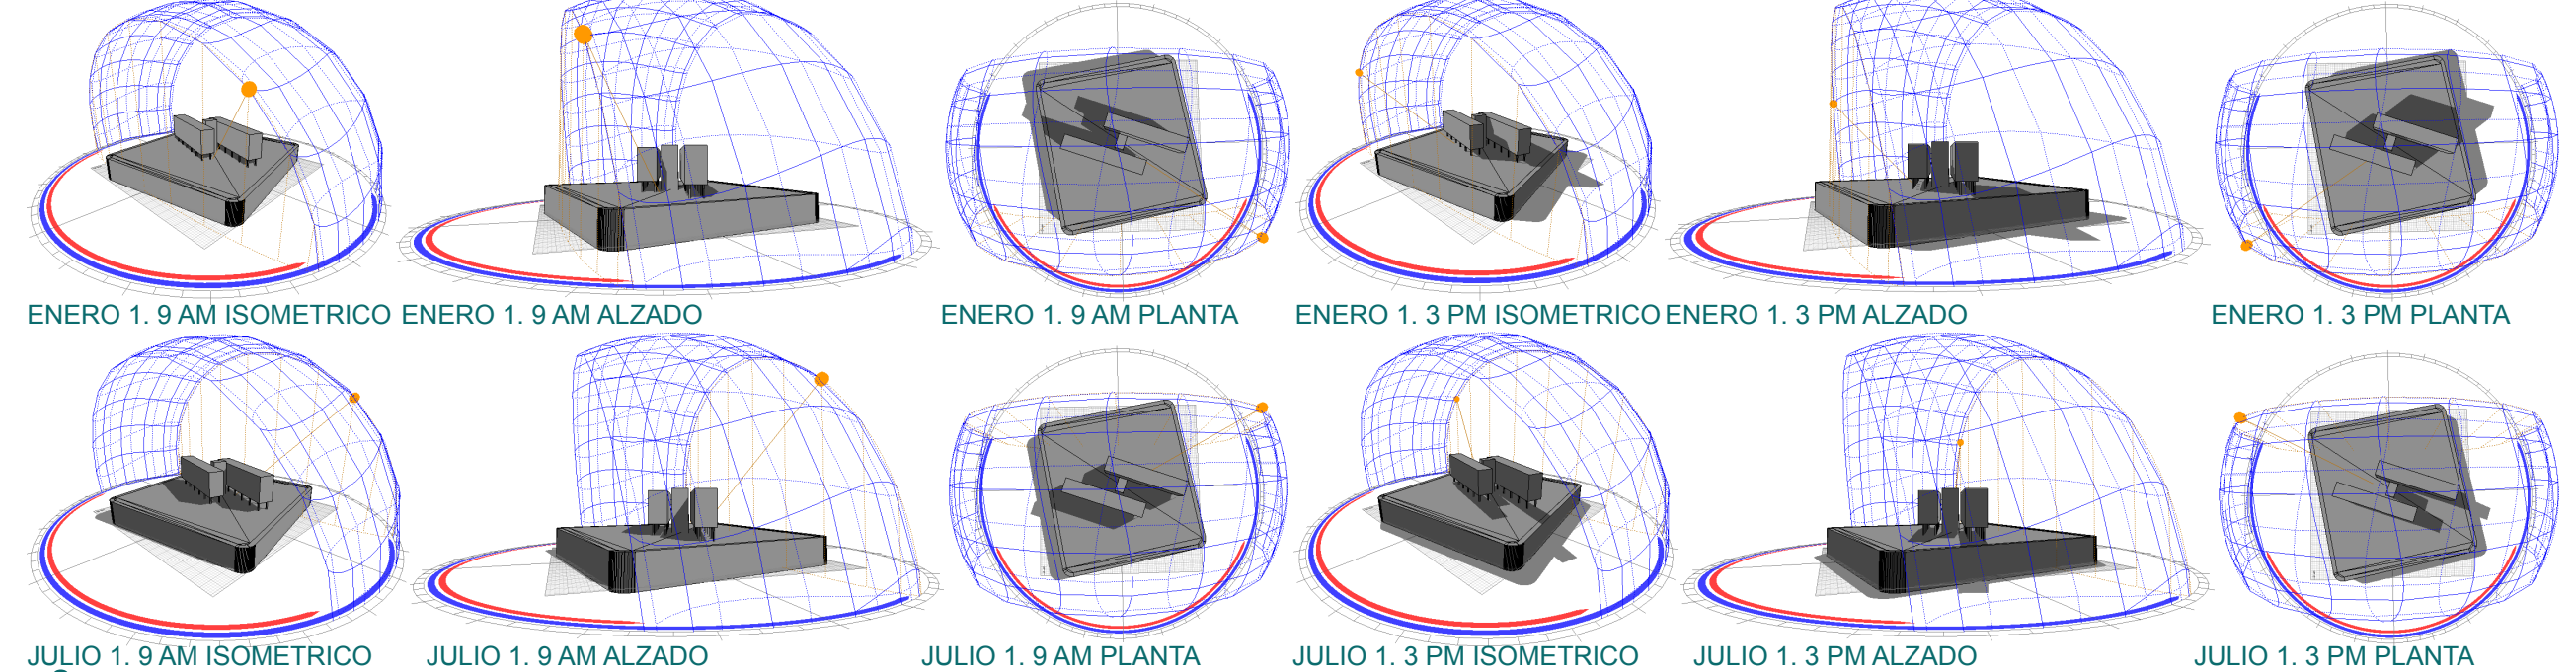 ENERO 1. 9 AM ISOMETRICO
ENERO 1. 9 AM ALZADO
ENERO 1. 9 AM PLANTA
ENERO 1. 3 PM ISOMETRICO
ENERO 1. 3 PM ALZADO
ENERO 1. 3 PM PLANTA
JULIO 1. 9 AM ISOMETRICO
JULIO 1. 9 AM ALZADO
JULIO 1. 9 AM PLANTA
JULIO 1. 3 PM ISOMETRICO
JULIO 1. 3 PM ALZADO
JULIO 1. 3 PM PLANTA